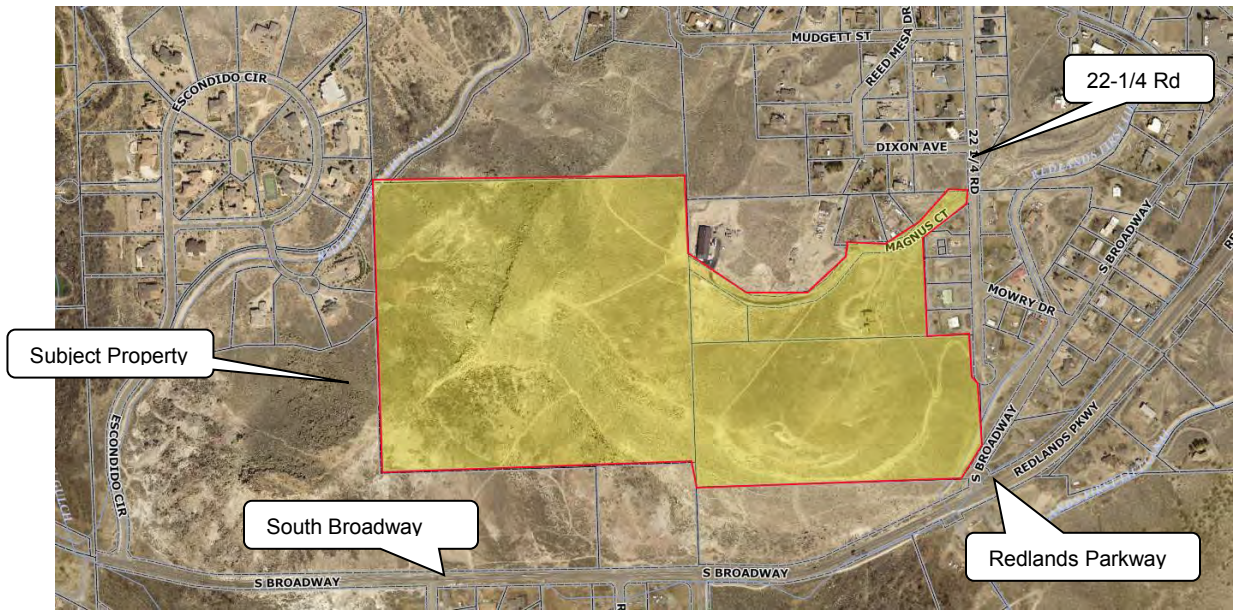 MUDGETT ST
REED MESA DR
ESCONDIDO CIR
22-1/4 Rd
DIXON AVE
22 1/4 RD
S BROADWAY
MAGNUS CT
MOWRY DR
Subject Property
ESCONDIDO CIR
S BROADWAY
REDLANDS PKWY
GULCH
South Broadway
Redlands Parkway
S BROADWAY
S BROADWAY